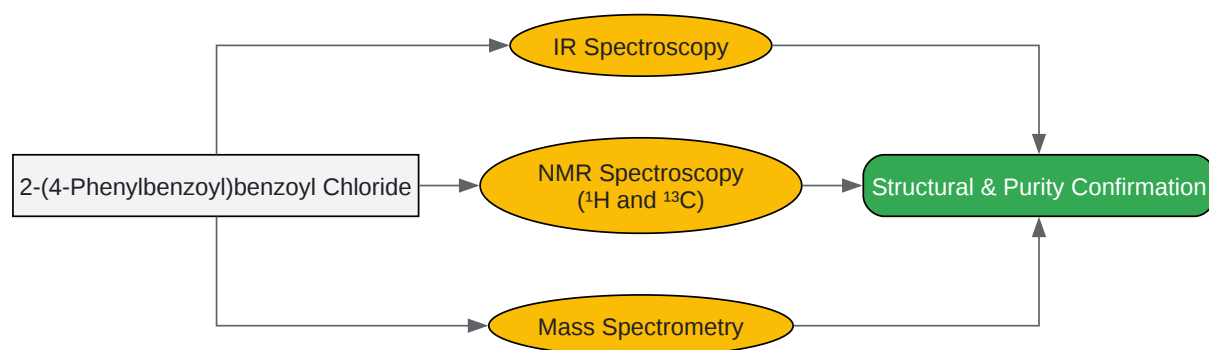 IR Spectroscopy
2-(4-Phenylbenzoyl)benzoyl Chloride
NMR Spectroscopy
(¹H and ¹³C)
Structural & Purity Confirmation
Mass Spectrometry